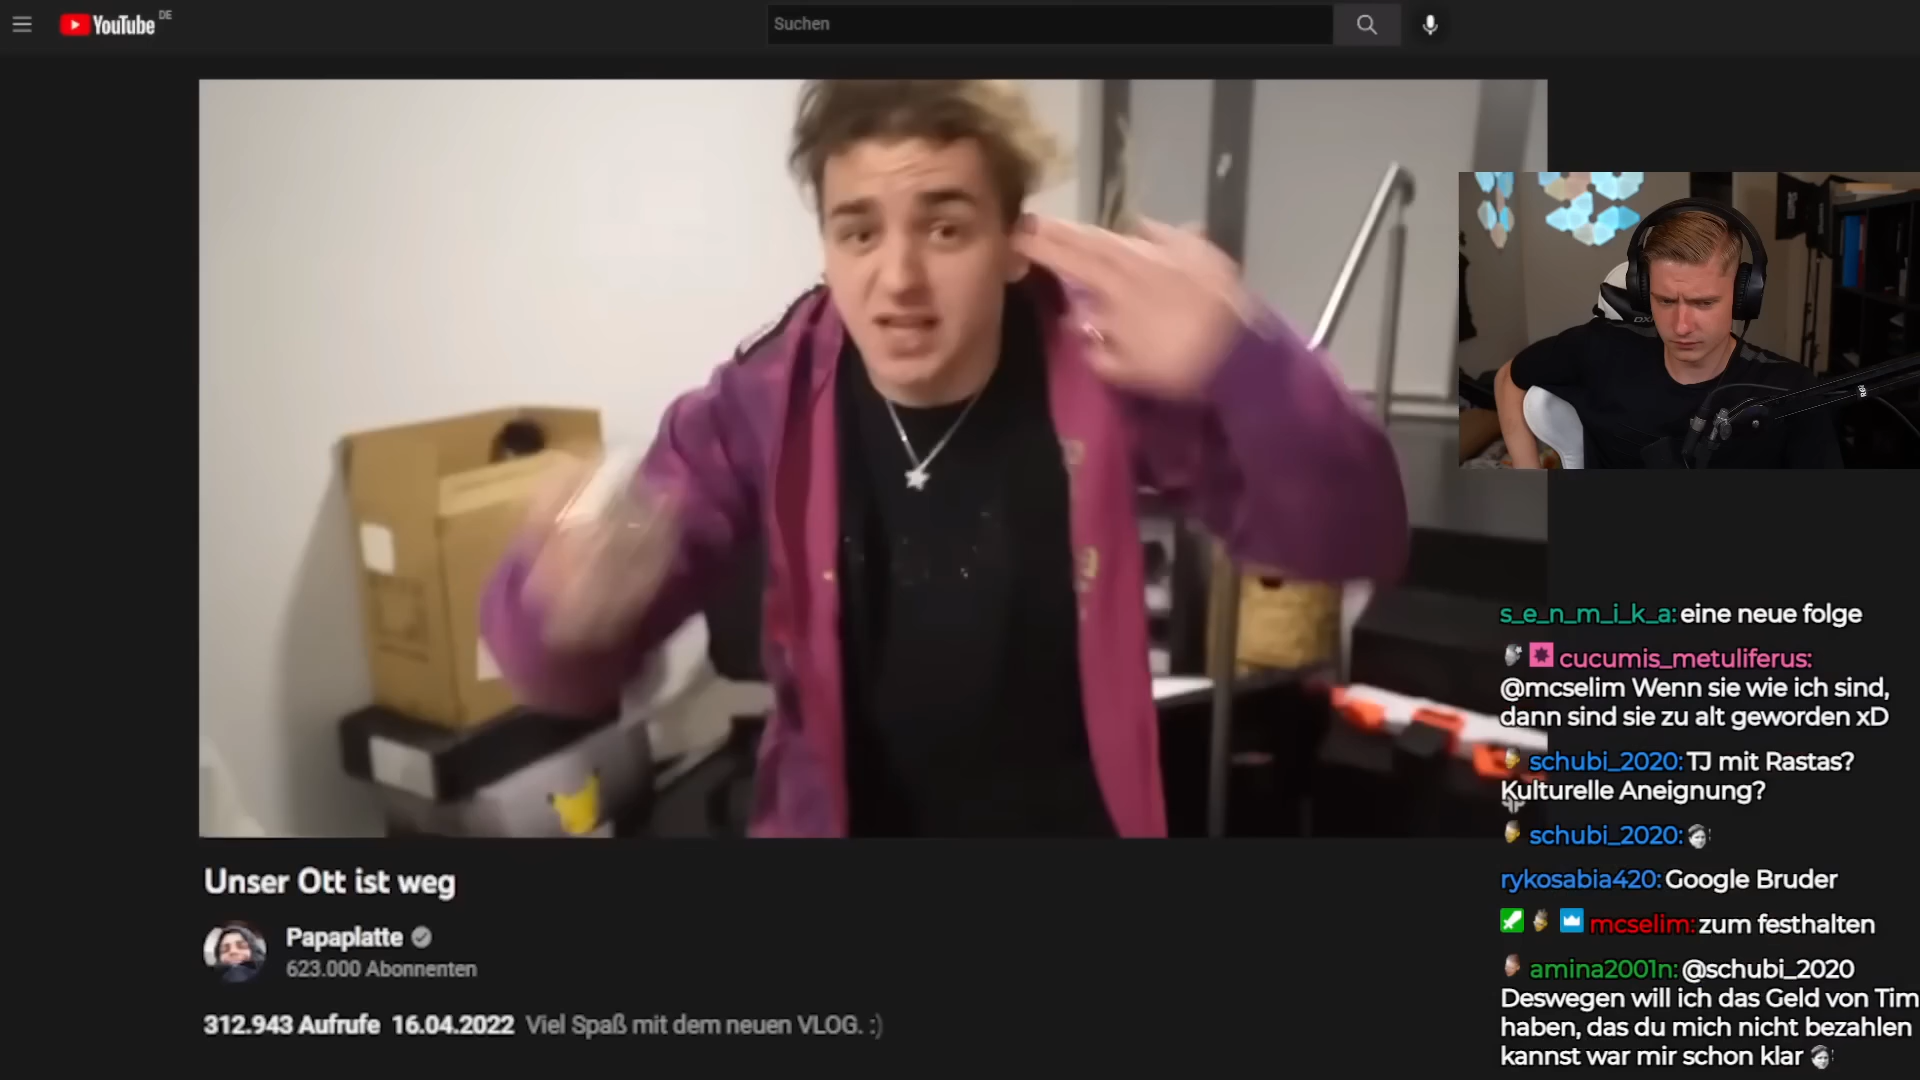 YouTube DE
Suchen
Unser Ott ist weg
Papaplatte
623.000 Abonnenten
312.943 Aufrufe 16.04.2022 Viel Spaß mit dem neuen VLOG. :)
s_e_n_m_i_k_a: eine neue folge
cucumis_metuliferus:
@mcselim Wenn sie wie ich sind,
dann sind sie zu alt geworden xD
schubi_2020: TJ mit Rastas?
Kulturelle Aneignung?
schubi_2020:
rykosabia420: Google Bruder
mcselim: zum festhalten
amina2001n: @schubi_2020
Deswegen will ich das Geld von Tim
haben, das du mich nicht bezahlen
kannst war mir schon klar